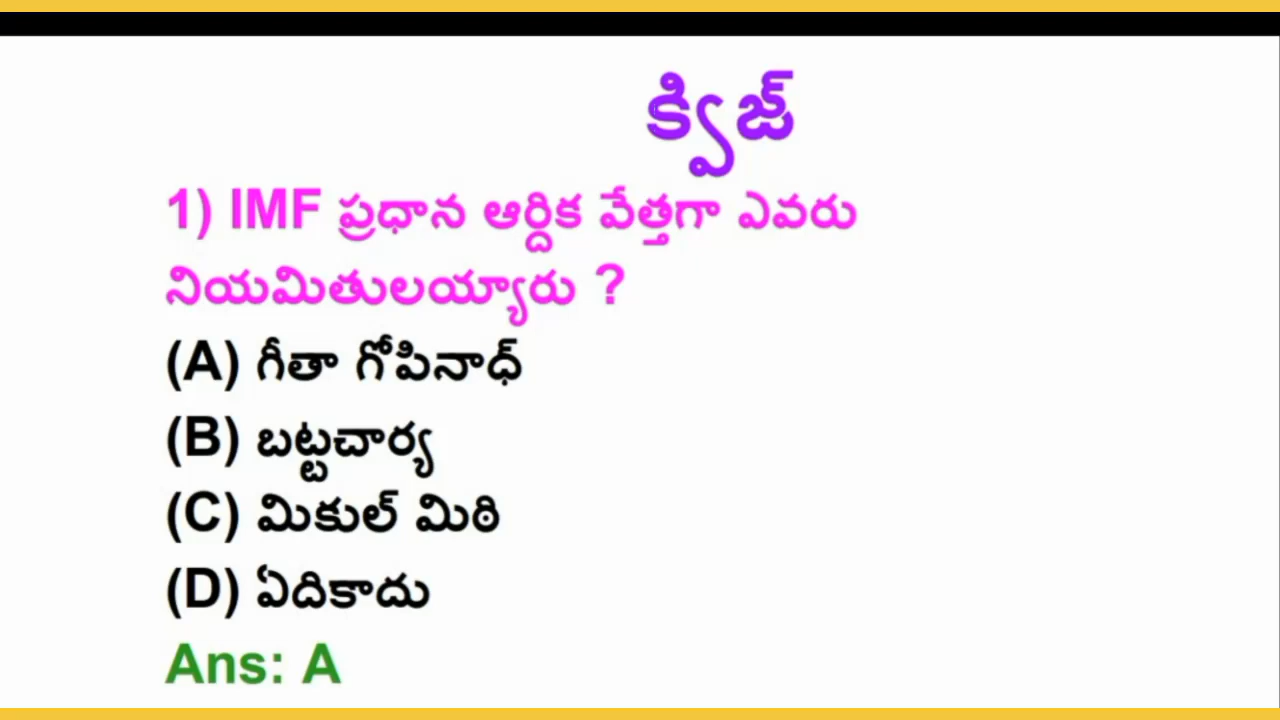 క్విజ్
1) IMF ప్రధాన ఆర్దిక వేత్తగా ఎవరు
నియమితులయ్యారు ?
(A) గీతా గోపినాధ్
(B) బట్టచార్య
(C) మికుల్ మిఠి
(D) ఏదికాదు
Ans: A